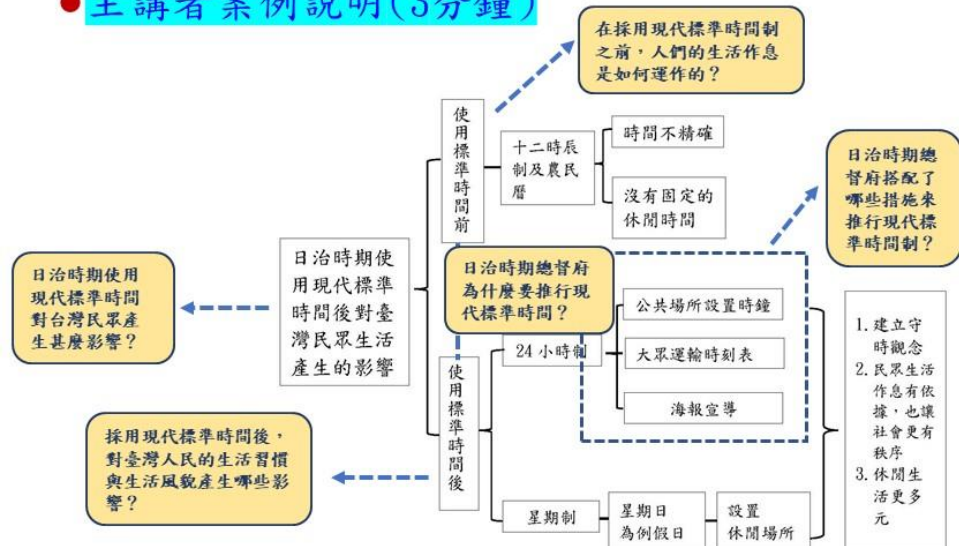 ● 主講者案例說明(5分鐘)
在採用現代標準時間制
之前，人們的生活作息
是如何運作的？
使
用
標
準
時
間
前
十二時辰
制及農民
曆
時間不精確
沒有固定的
休閒時間
日治時期總
督府搭配了
哪些措施來
推行現代標
準時間制？
日治時期使用
現代標準時間
對台灣民眾產
生甚麼影響？
日治時期使
用現代標準
時間後對臺
灣民眾生活
產生的影響
日治時期總督府
為什麼要推行現
代標準時間？
24 小時制
公共場所設置時鐘
大眾運輸時刻表
海報宣導
使
用
標
準
時
間
後
採用現代標準時間後，
對臺灣人民的生活習慣
與生活風貌產生哪些影
響？
星期制
星期日
為例假日
設置
休閒場所
1. 建立守
時觀念
2. 民眾生活
作息有依
據，也讓
社會更有
秩序
3. 休閒生
活更多
元